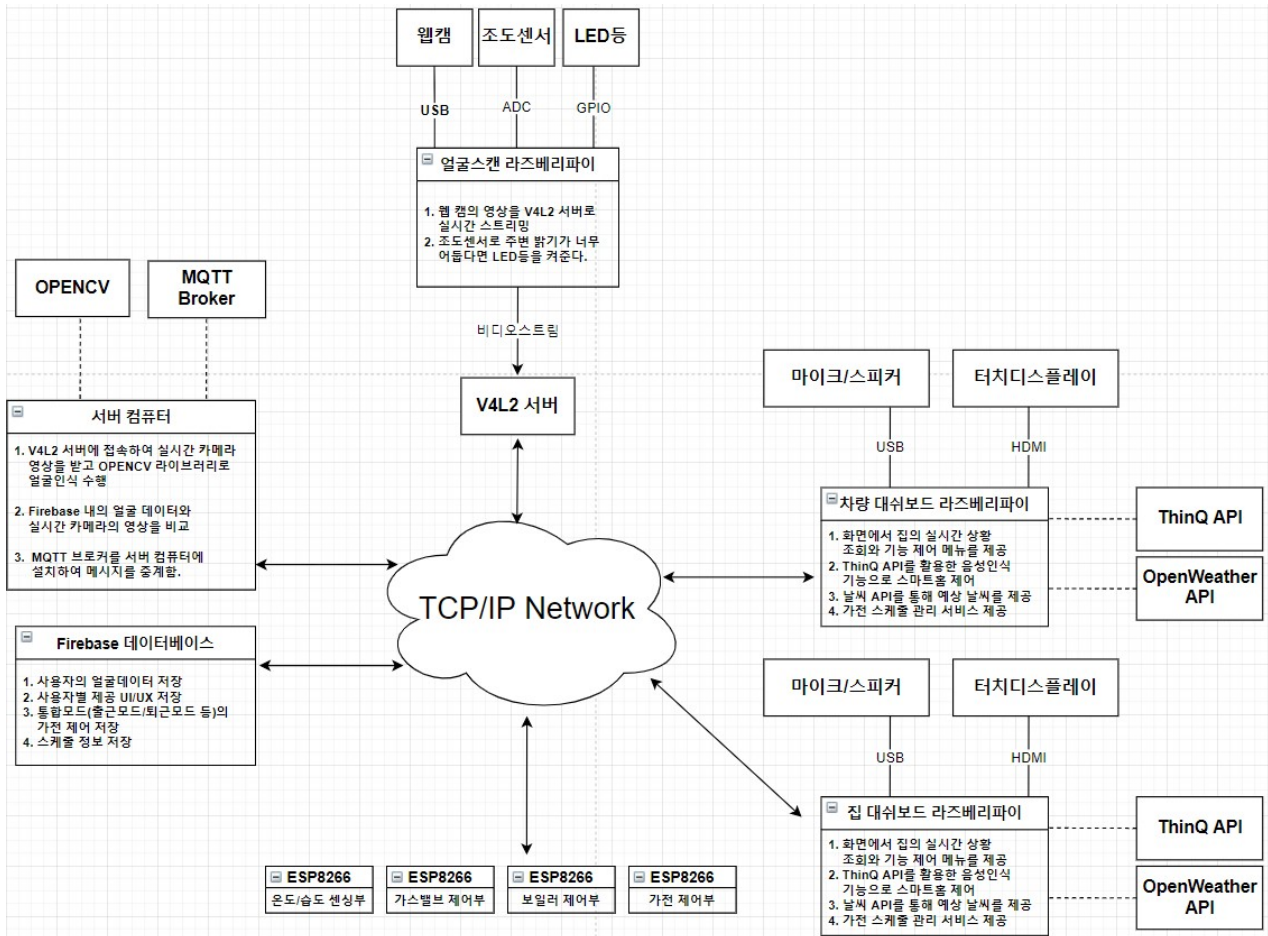 웹캠
조도센서
LED등
USB
ADC
GPIO
얼굴스캔 라즈베리파이
1. 웹 캠의 영상을 V4L2 서버로
실시간 스트리밍
2. 조도센서로 주변 밝기가 너무
어둡다면 LED등을 켜준다.
비디오스트림
V4L2 서버
OPENCV
MQTT
Broker
서버 컴퓨터
1. V4L2 서버에 접속하여 실시간 카메라
영상을 받고 OPENCV 라이브러리로
얼굴인식 수행
2. Firebase 내의 얼굴 데이터와
실시간 카메라의 영상을 비교
3. MQTT 브로커를 서버 컴퓨터에
설치하여 메시지를 중계함.
Firebase 데이터베이스
1. 사용자의 얼굴데이터 저장
2. 사용자별 제공 UI/UX 저장
3. 통합모드(출근모드/퇴근모드 등)의
가전 제어 저장
4. 스케줄 정보 저장
TCP/IP Network
마이크/스피커
터치디스플레이
USB
HDMI
차량 대쉬보드 라즈베리파이
1. 화면에서 집의 실시간 상황
조회와 기능 제어 메뉴를 제공
2. ThinQ API를 활용한 음성인식
기능으로 스마트홈 제어
3. 날씨 API를 통해 예상 날씨를 제공
4. 가전 스케줄 관리 서비스 제공
ThinQ API
OpenWeather
API
마이크/스피커
터치디스플레이
USB
HDMI
집 대쉬보드 라즈베리파이
1. 화면에서 집의 실시간 상황
조회와 기능 제어 메뉴를 제공
2. ThinQ API를 활용한 음성인식
기능으로 스마트홈 제어
3. 날씨 API를 통해 예상 날씨를 제공
4. 가전 스케줄 관리 서비스 제공
ThinQ API
OpenWeather
API
ESP8266
온도/습도 센싱부
ESP8266
가스밸브 제어부
ESP8266
보일러 제어부
ESP8266
가전 제어부